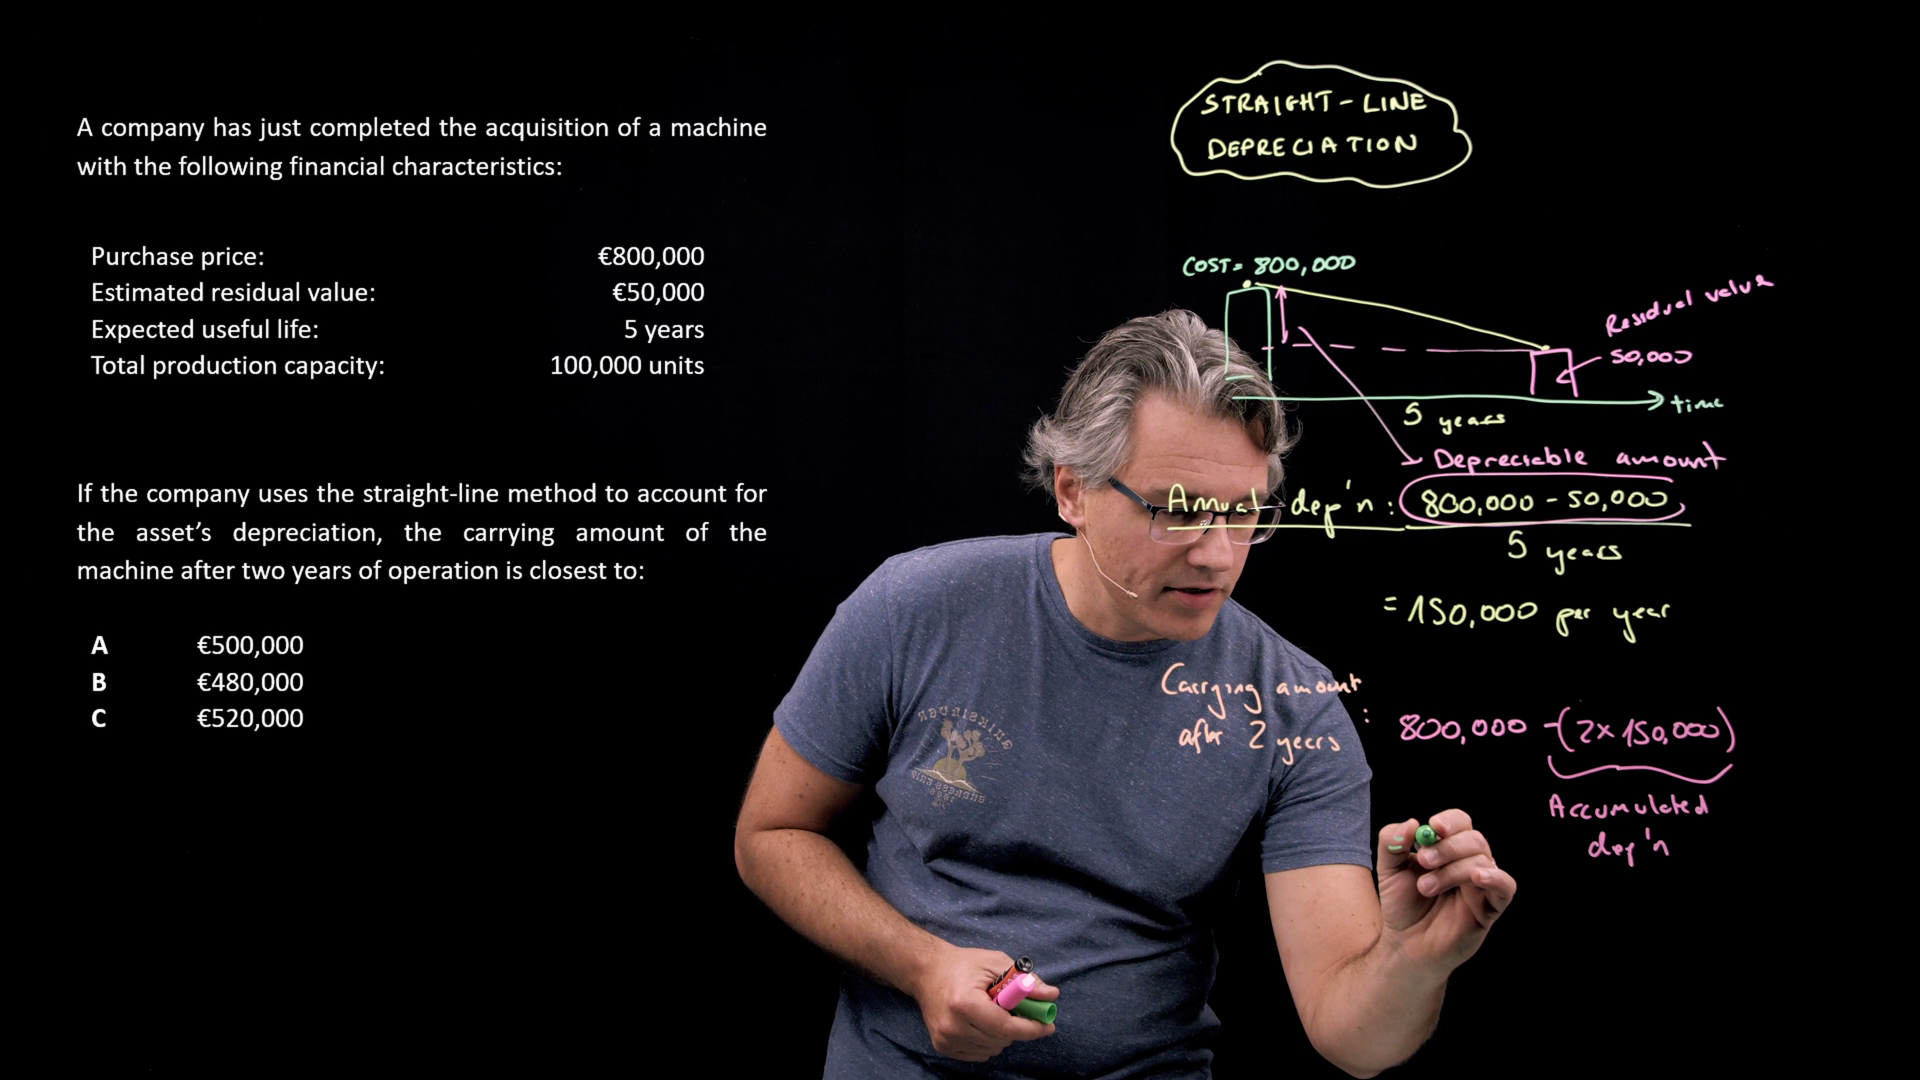 A company has just completed the acquisition of a machine
with the following financial characteristics:
Purchase price: €800,000
Estimated residual value: €50,000
Expected useful life: 5 years
Total production capacity: 100,000 units
If the company uses the straight-line method to account for
the asset’s depreciation, the carrying amount of the
machine after two years of operation is closest to:
A €500,000
B €480,000
C €520,000
STRAIGHT-LINE
DEPRECIATION
COST= 800,000
Residual value
50,000
time
5 years
Depreciable amount
Annual dep'n: 800,000 - 50,000
5 years
= 150,000 per year
Carrying amount
after 2 years : 800,000 - (2 x 150,000)
Accumulated
dep'n
=